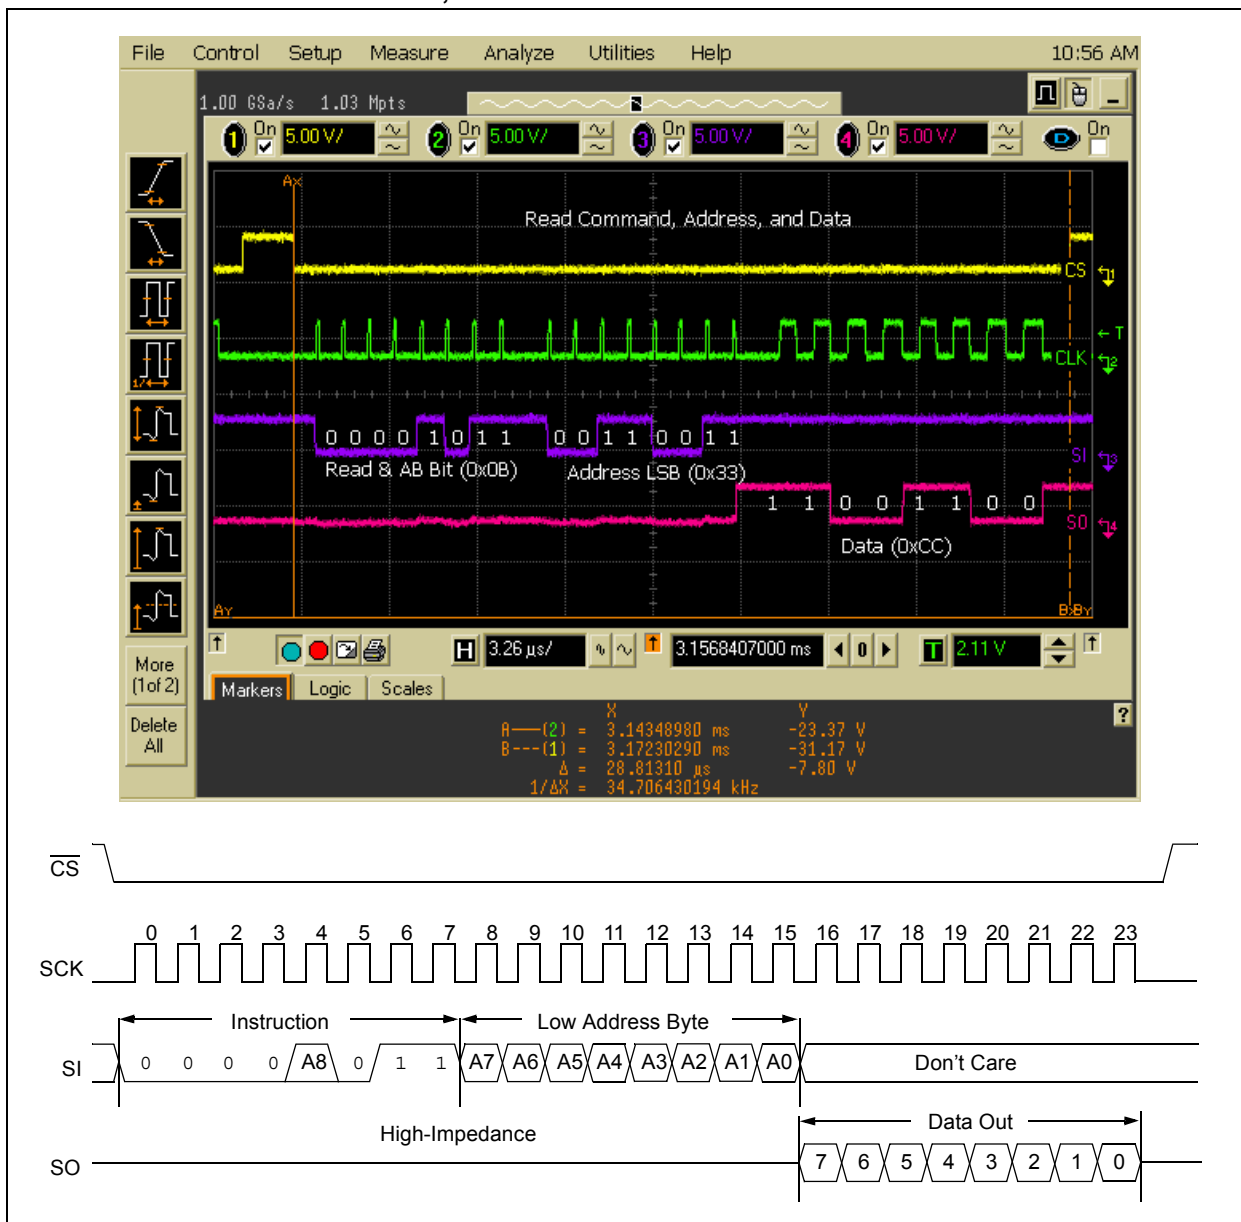 File Control Setup Measure Analyze Utilities Help 10:56 AM
1.00 GSa/s 1.03 Mpts
1 On 5.00 V/ 2 On 5.00 V/ 3 On 5.00 V/ 4 On 5.00 V/ D On
Ax
Read Command, Address, and Data
CS 1
T
CLK 2
0 0 0 0 1 0 1 1 0 0 1 1 0 0 1 1
SI 3
Read & AB Bit (0x0B) Address LSB (0x33)
1 1 0 0 1 1 0 0
SO 4
Data (0xCC)
Ay BxBy
H 3.26 µs/ 3.1568407000 ms 0 T 2.11 V
More
(1of 2)
Delete
All
Markers Logic Scales
?
X Y
A——(2) = 3.14348980 ms -23.37 V
B---(1) = 3.17230290 ms -31.17 V
Δ = 28.81310 µs -7.80 V
1/ΔX = 34.706430194 kHz
CS
0 1 2 3 4 5 6 7 8 9 10 11 12 13 14 15 16 17 18 19 20 21 22 23
SCK
Instruction Low Address Byte
SI 0 0 0 0 A8 0 1 1 A7 A6 A5 A4 A3 A2 A1 A0 Don't Care
High-Impedance Data Out
SO 7 6 5 4 3 2 1 0